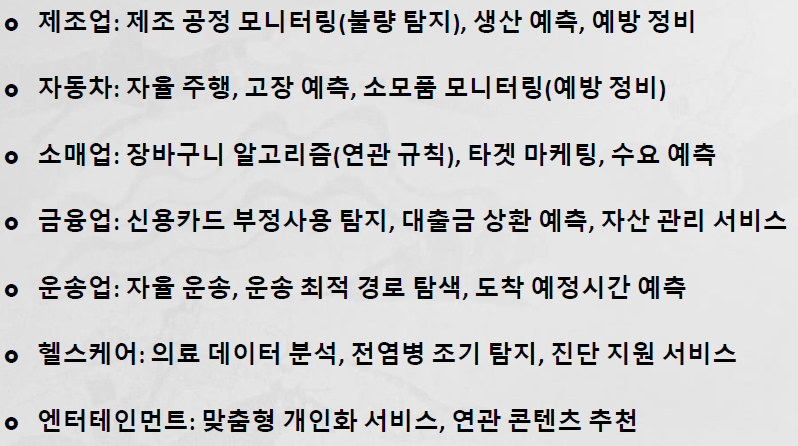 제조업: 제조 공정 모니터링(불량 탐지), 생산 예측, 예방 정비
자동차: 자율 주행, 고장 예측, 소모품 모니터링(예방 정비)
소매업: 장바구니 알고리즘(연관 규칙), 타겟 마케팅, 수요 예측
금융업: 신용카드 부정사용 탐지, 대출금 상환 예측, 자산 관리 서비스
운송업: 자율 운송, 운송 최적 경로 탐색, 도착 예정시간 예측
헬스케어: 의료 데이터 분석, 전염병 조기 탐지, 진단 지원 서비스
엔터테인먼트: 맞춤형 개인화 서비스, 연관 콘텐츠 추천